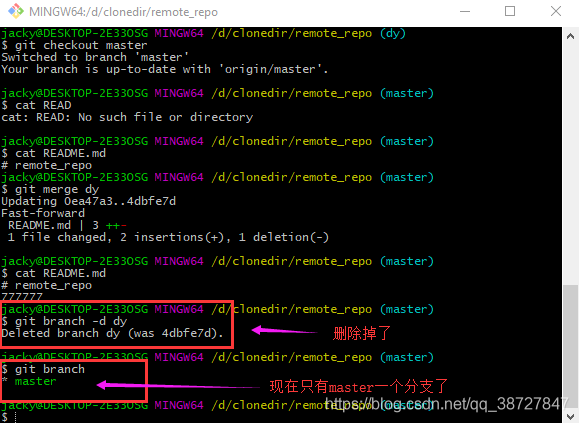 MINGW64:/d/clonedir/remote_repo
jacky@DESKTOP-2E33OSG MINGW64 /d/clonedir/remote_repo (dy)
$ git checkout master
Switched to branch 'master'
Your branch is up-to-date with 'origin/master'.
jacky@DESKTOP-2E33OSG MINGW64 /d/clonedir/remote_repo (master)
$ cat READ
cat: READ: No such file or directory
jacky@DESKTOP-2E33OSG MINGW64 /d/clonedir/remote_repo (master)
$ cat README.md
# remote_repo
jacky@DESKTOP-2E33OSG MINGW64 /d/clonedir/remote_repo (master)
$ git merge dy
Updating 0ea47a3..4dbfe7d
Fast-forward
README.md | 3 ++-
1 file changed, 2 insertions(+), 1 deletion(-)
jacky@DESKTOP-2E33OSG MINGW64 /d/clonedir/remote_repo (master)
$ cat README.md
# remote_repo
777777
jacky@DESKTOP-2E33OSG MINGW64 /d/clonedir/remote_repo (master)
$ git branch -d dy
Deleted branch dy (was 4dbfe7d).
删除掉了
jacky@DESKTOP-2E33OSG MINGW64 /d/clonedir/remote_repo (master)
$ git branch
* master
现在只有master一个分支了
jacky@DESKTOP-2E33OSG MINGW64 /d/clonedir/remote_repo (master)
$
https://blog.csdn.net/qq_38727847